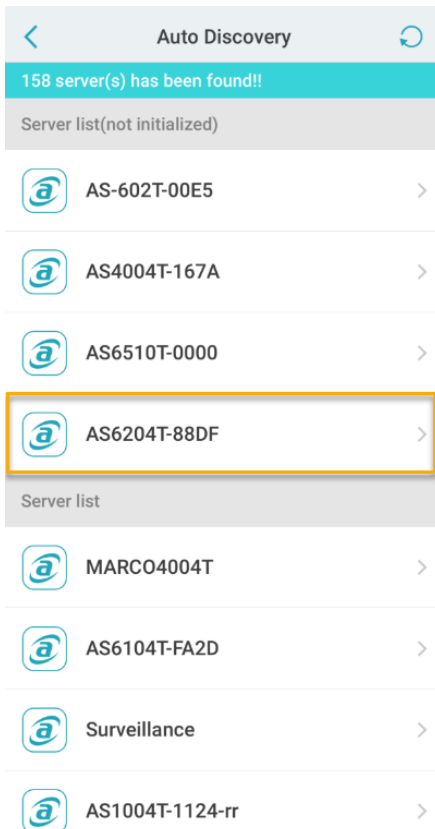 Auto Discovery
158 server(s) has been found!!
Server list(not initialized)
AS-602T-00E5
AS4004T-167A
AS6510T-0000
AS6204T-88DF
Server list
MARCO4004T
AS6104T-FA2D
Surveillance
AS1004T-1124-rr